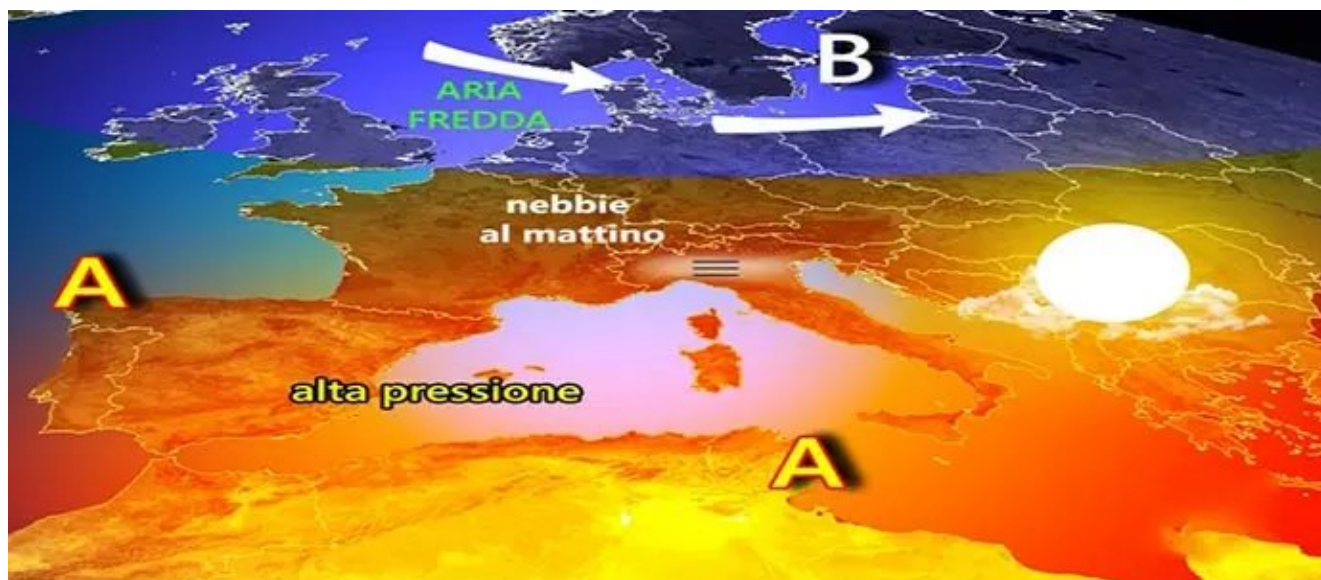 B
ARIA
FREDDA
nebbie
al mattino
A
alta pressione
A